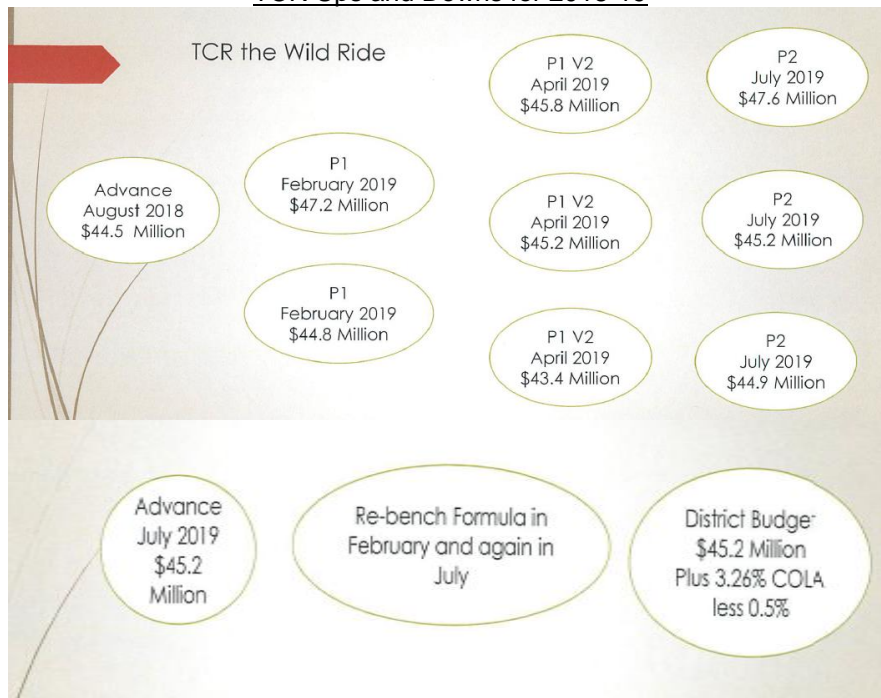 TCR the Wild Ride
Advance
August 2018
$44.5 Million
P1
February 2019
$47.2 Million
P1
February 2019
$44.8 Million
P1 V2
April 2019
$45.8 Million
P1 V2
April 2019
$45.2 Million
P1 V2
April 2019
$43.4 Million
P2
July 2019
$47.6 Million
P2
July 2019
$45.2 Million
P2
July 2019
$44.9 Million
Advance
July 2019
$45.2
Million
Re-bench Formula in
February and again in
July
District Budget
$45.2 Million
Plus 3.26% COLA
less 0.5%